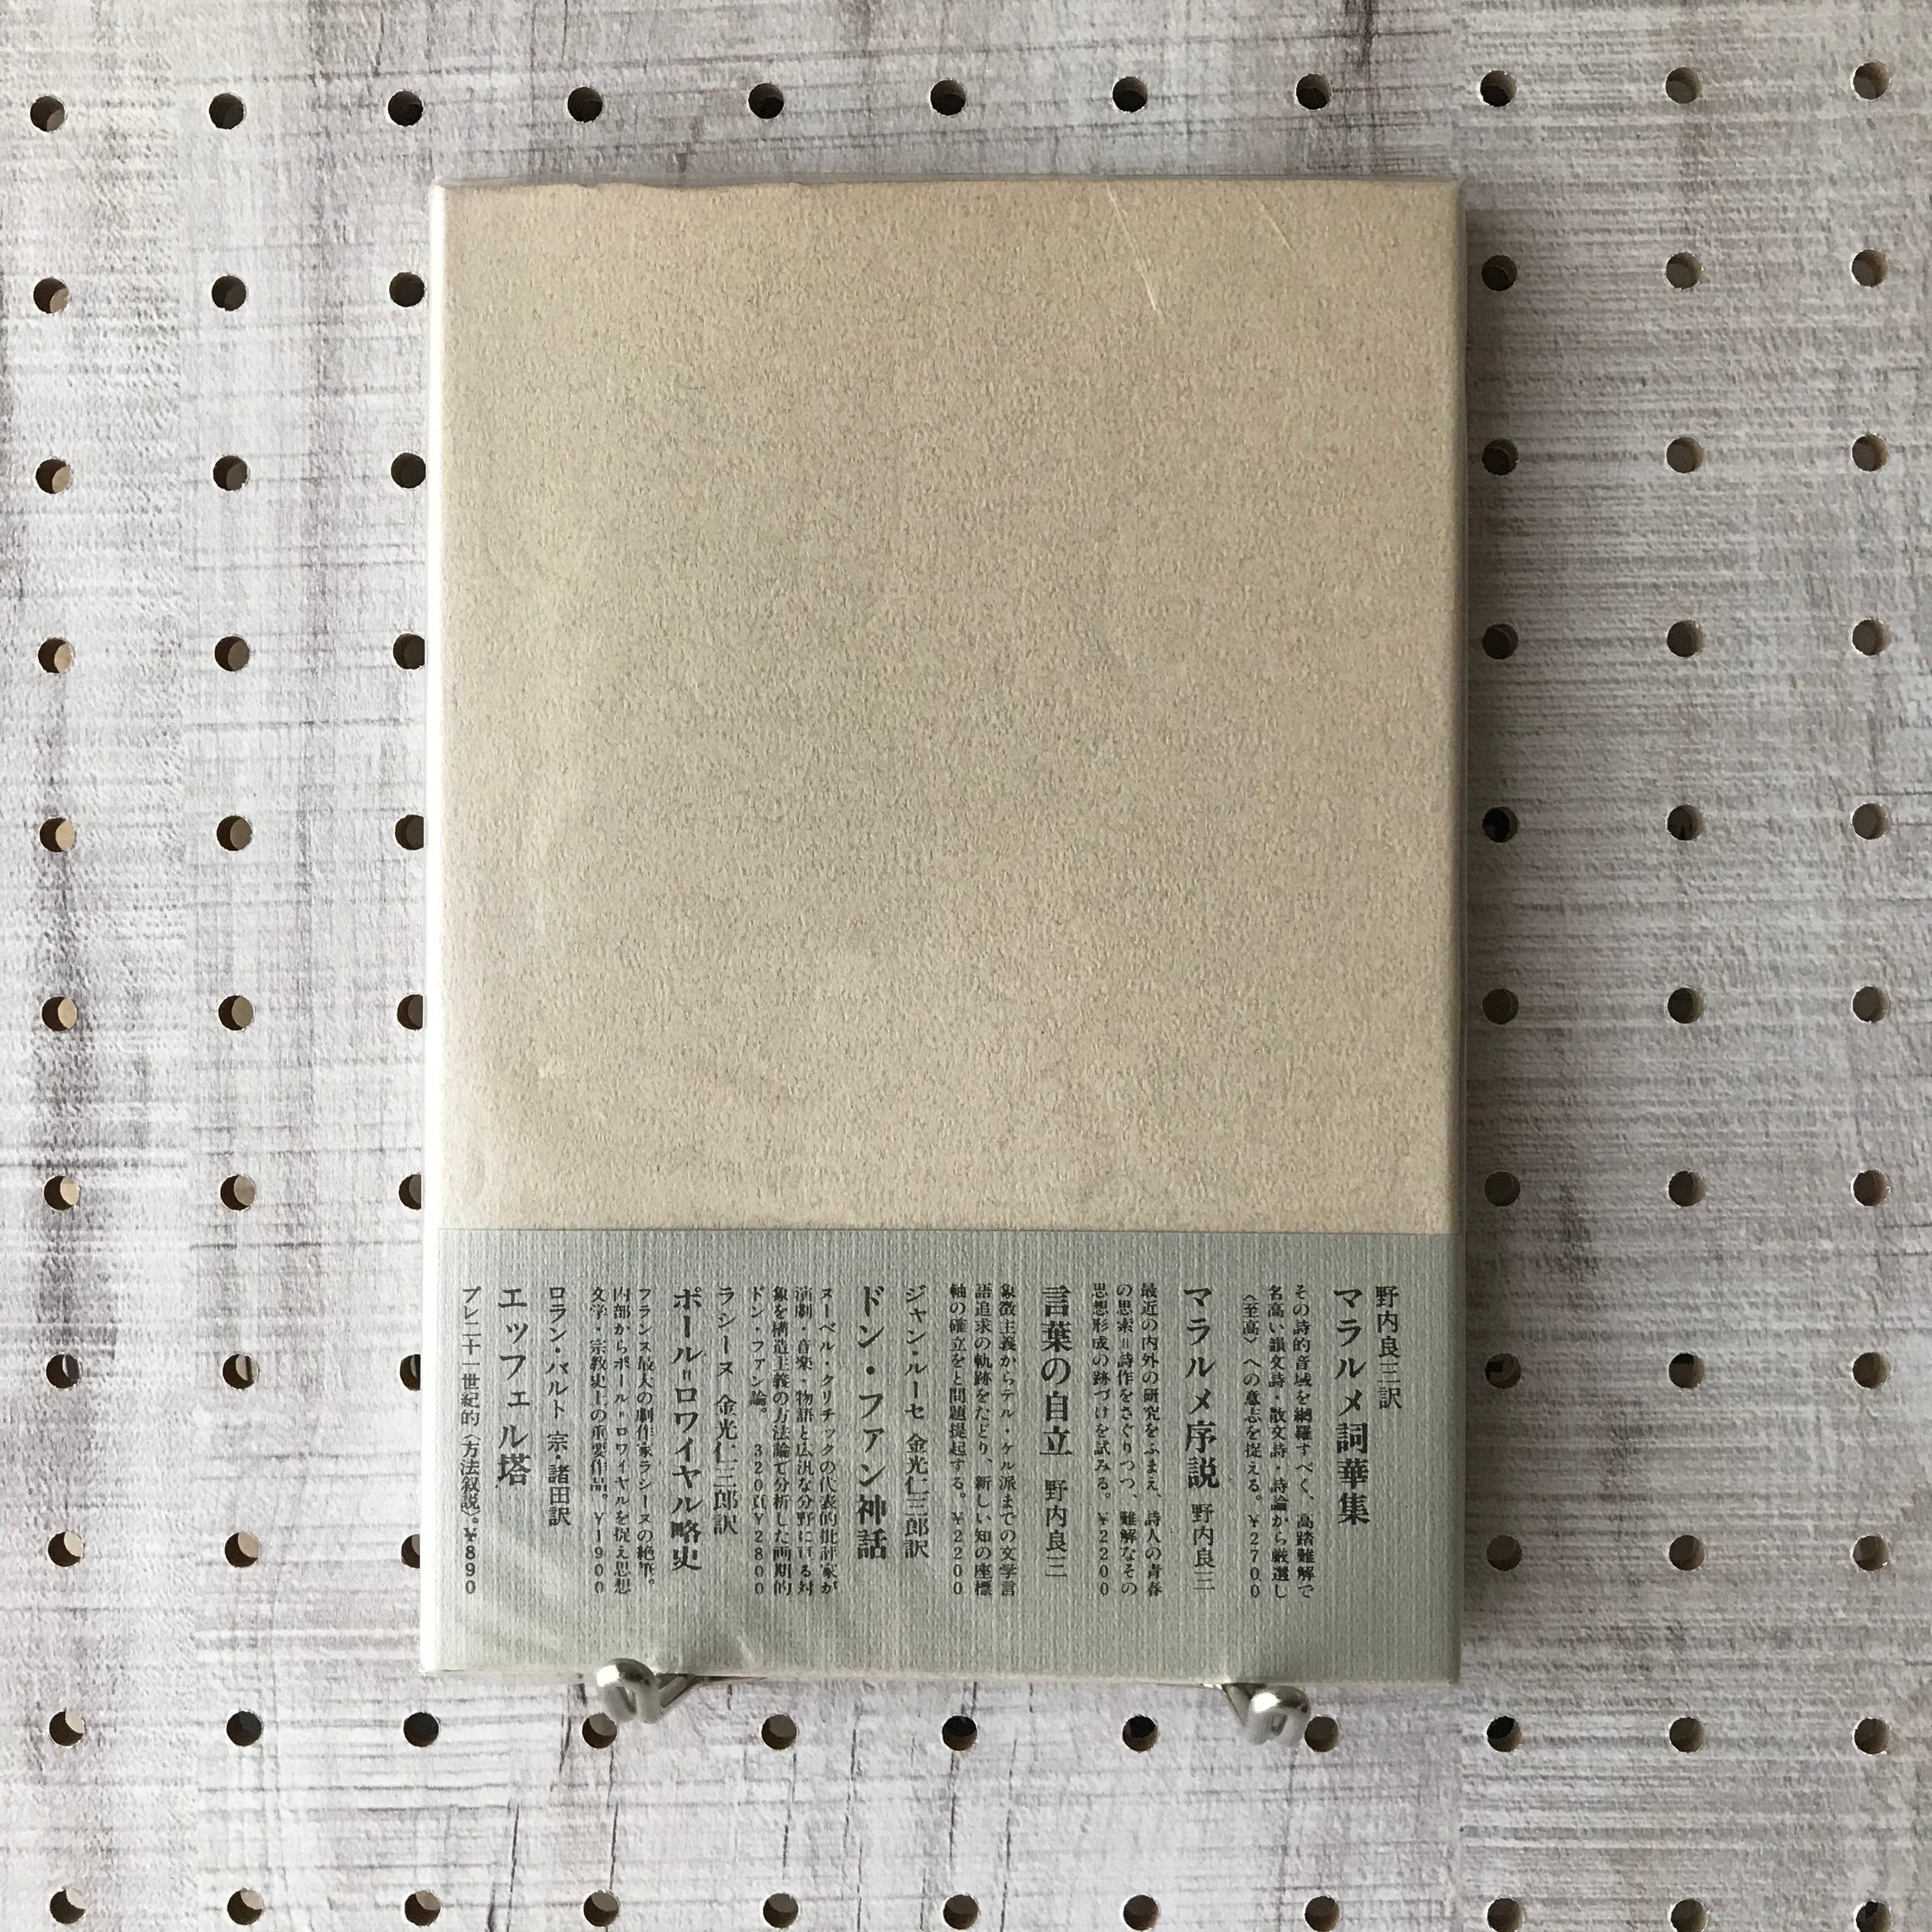 野内良三訳
マラルメ詞華集
その詩的音域を網羅すべく、高踏難解で
名高い韻文詩・散文詩・詩論から厳選し
〈至高〉への意志を捉える。¥2700
マラルメ序説 野内良三
最近の内外の研究をふまえ、詩人の青春
の思索=詩作をさぐりつつ、難解なその
思想形成の跡づけを試みる。¥2200
言葉の自立 野内良三
象徴主義からテル・ケル派までの文学言
語追求の軌跡をたどり、新しい知の座標
軸の確立をと問題提起する。¥2200
ジャン・ルーセ 金光仁三郎訳
ドン・ファン神話
ヌーベル・クリチックの代表的批評家が
演劇・音楽・物語と広汎な分野に亘る対
象を構造主義の方法論で分析した画期的
ドン・ファン論。 320頁¥2800
ラシーヌ 金光仁三郎訳
ポール=ロワイヤル略史
フランス最大の劇作家ラシーヌの絶筆。
内部からポール=ロワイヤルを捉え思想
文学・宗教史上の重要作品。¥1900
ロラン・バルト 宗・諸田訳
エッフェル塔
プレ二十一世紀的〈方法叙説〉。¥890